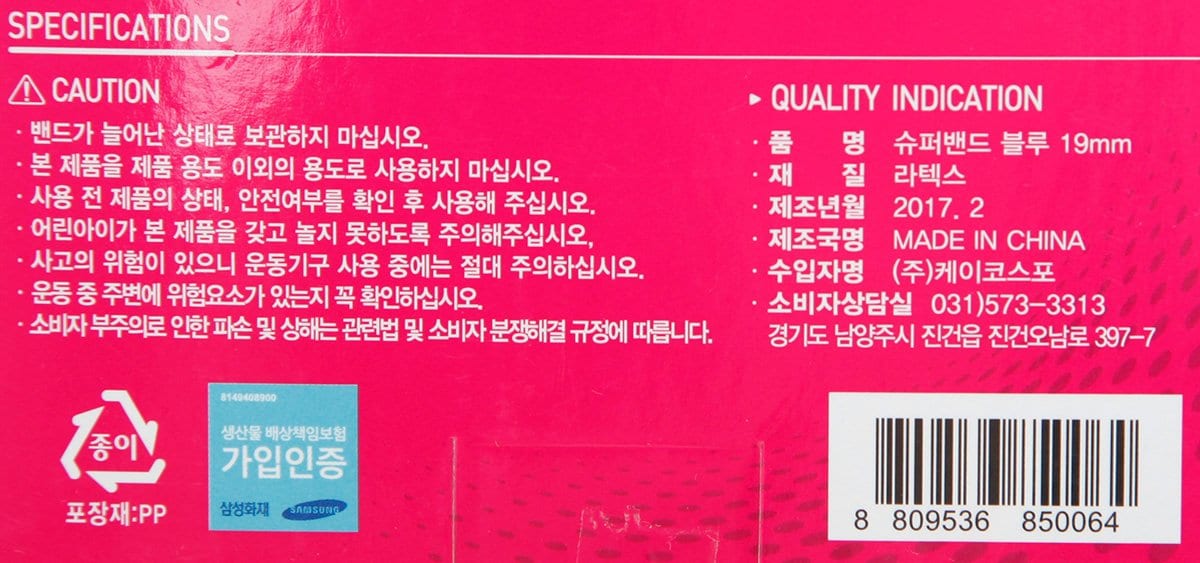 SPECIFICATIONS
CAUTION
· 밴드가 늘어난 상태로 보관하지 마십시오.
· 본 제품을 제품 용도 이외의 용도로 사용하지 마십시오.
· 사용 전 제품의 상태, 안전여부를 확인 후 사용해 주십시오.
· 어린아이가 본 제품을 갖고 놀지 못하도록 주의해주십시오,
· 사고의 위험이 있으니 운동기구 사용 중에는 절대 주의하십시오.
· 운동 중 주변에 위험요소가 있는지 꼭 확인하십시오.
· 소비자 부주의로 인한 파손 및 상해는 관련법 및 소비자 분쟁해결 규정에 따릅니다.
QUALITY INDICATION
· 품 명 슈퍼밴드 블루 19mm
· 재 질 라텍스
· 제조년월 2017. 2
· 제조국명 MADE IN CHINA
· 수입자명 (주)케이코스포
· 소비자상담실 031)573-3313
경기도 남양주시 진건읍 진건오남로 397-7
종이
포장재:PP
8149408900
생산물 배상책임보험
가입인증
삼성화재 SAMSUNG
8 809536 850064